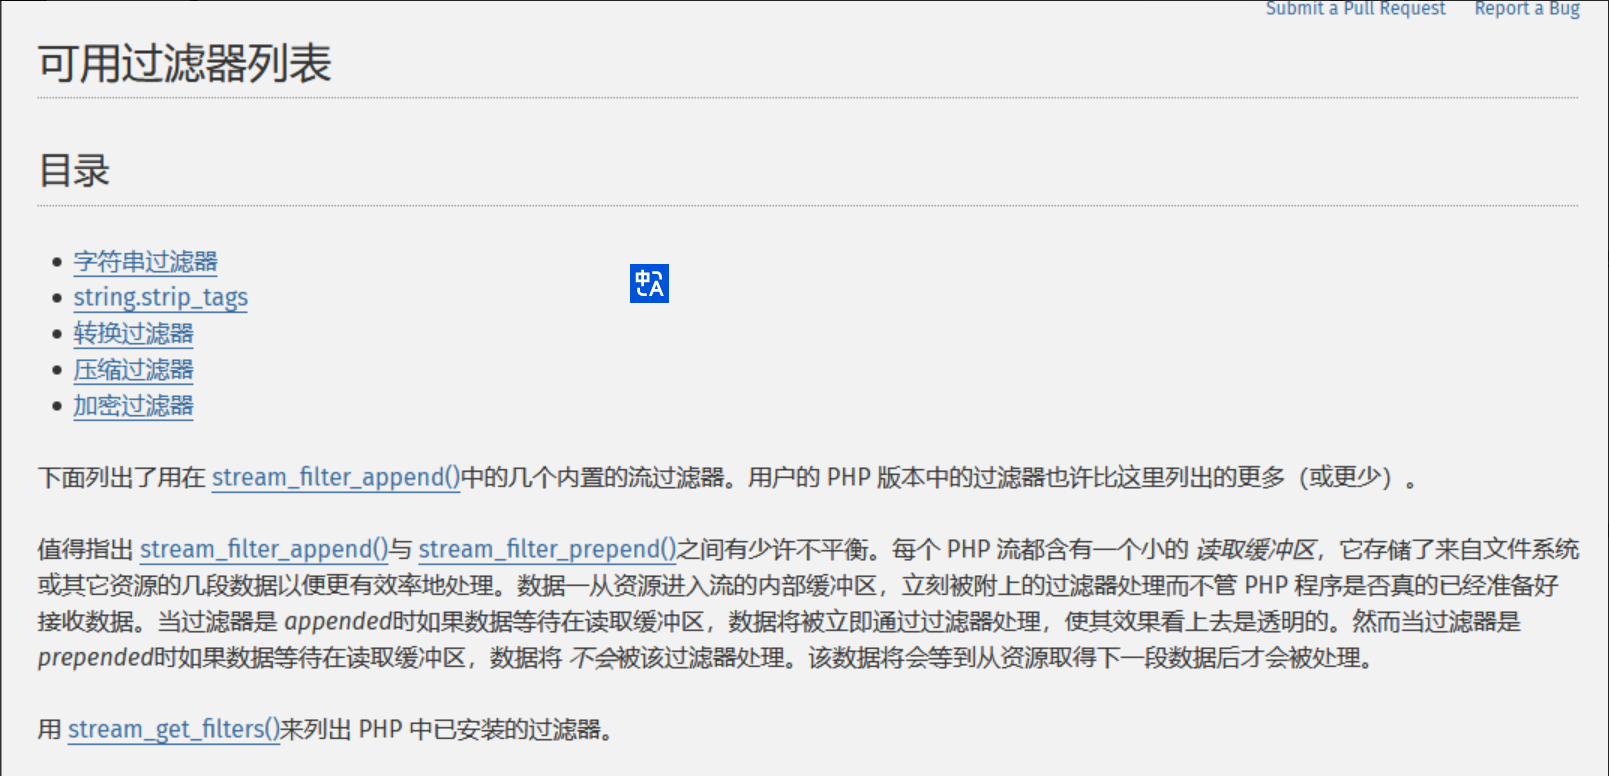 Submit a Pull Request Report a Bug
可用过滤器列表
目录
字符串过滤器
string.strip_tags
转换过滤器
压缩过滤器
加密过滤器
中A
下面列出了用在 stream_filter_append()中的几个内置的流过滤器。用户的 PHP 版本中的过滤器也许比这里列出的更多（或更少）。
值得指出 stream_filter_append()与 stream_filter_prepend()之间有少许不平衡。每个 PHP 流都含有一个小的 读取缓冲区，它存储了来自文件系统
或其它资源的几段数据以便更有效率地处理。数据一从资源进入流的内部缓冲区，立刻被附上的过滤器处理而不管 PHP 程序是否真的已经准备好
接收数据。当过滤器是 appended时如果数据等待在读取缓冲区，数据将被立即通过过滤器处理，使其效果看上去是透明的。然而当过滤器是
prepended时如果数据等待在读取缓冲区，数据将 不会被该过滤器处理。该数据将会等到从资源取得下一段数据后才会被处理。
用 stream_get_filters()来列出 PHP 中已安装的过滤器。